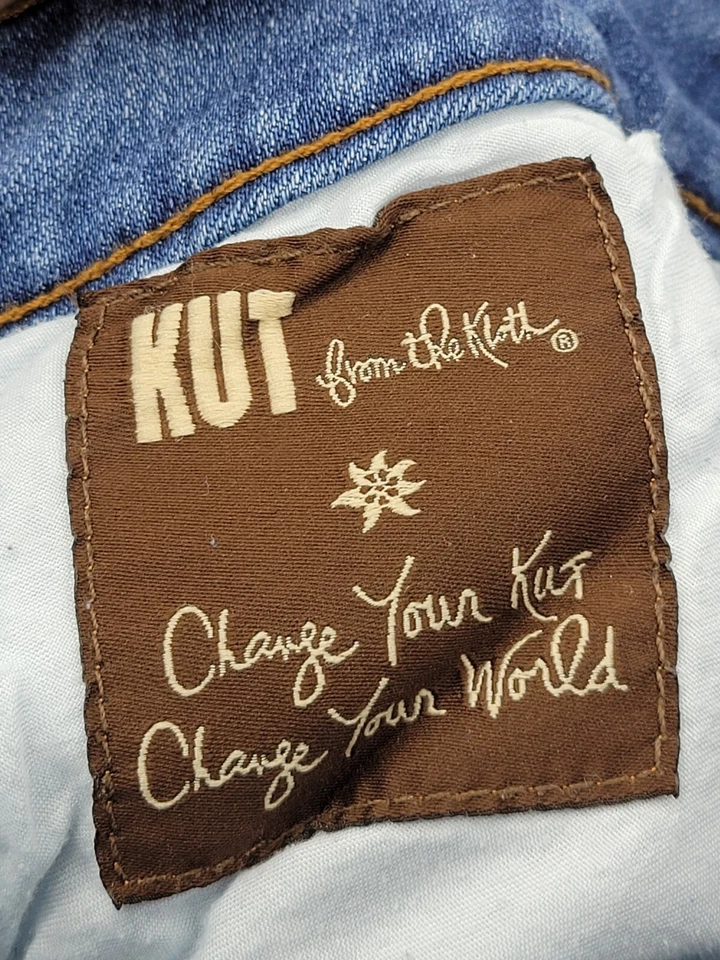 KUT from the Kloth ®
Change Your Kut
Change Your World